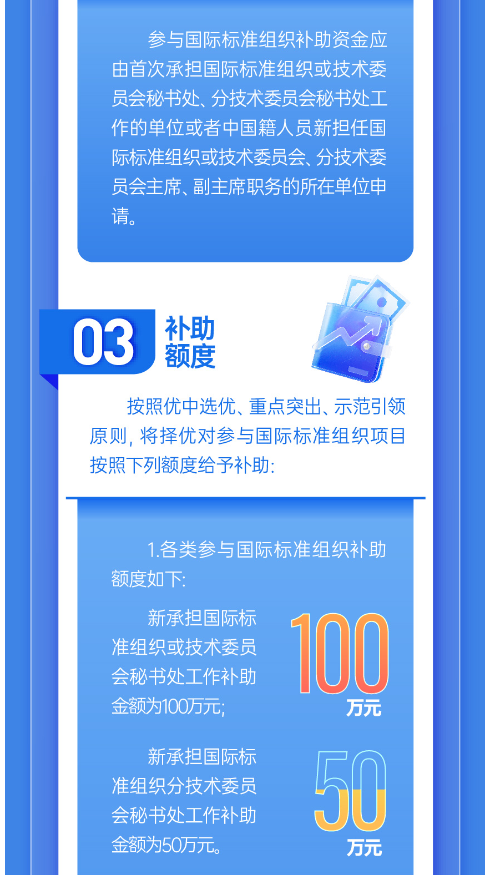 参与国际标准组织补助资金应
由首次承担国际标准组织或技术委
员会秘书处、分技术委员会秘书处工
作的单位或者中国籍人员新担任国
际标准组织或技术委员会、分技术委
员会主席、副主席职务的所在单位申
请。
03
补助
额度
按照优中选优、重点突出、示范引领
原则，将择优对参与国际标准组织项目
按照下列额度给予补助：
1.各类参与国际标准组织补助
额度如下：
新承担国际标
准组织或技术委员
会秘书处工作补助
金额为100万元；
100
万元
新承担国际标
准组织分技术委员
会秘书处工作补助
金额为50万元。
50
万元